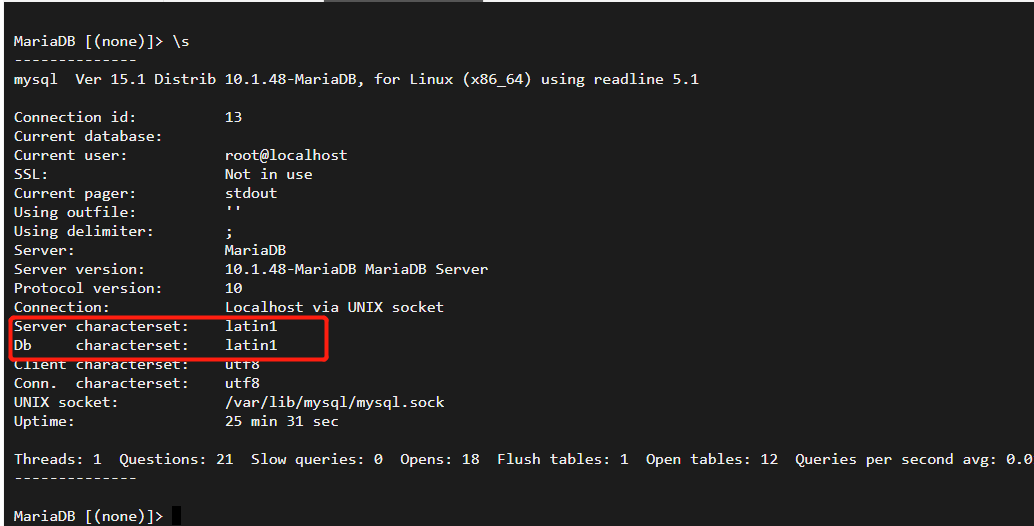 MariaDB [(none)]> \s
--------------
mysql  Ver 15.1 Distrib 10.1.48-MariaDB, for Linux (x86_64) using readline 5.1
Connection id:          13
Current database:
Current user:           root@localhost
SSL:                    Not in use
Current pager:          stdout
Using outfile:          ''
Using delimiter:        ;
Server:                 MariaDB
Server version:         10.1.48-MariaDB MariaDB Server
Protocol version:       10
Connection:             Localhost via UNIX socket
Server characterset:    latin1
Db     characterset:    latin1
Client characterset:    utf8
Conn.  characterset:    utf8
UNIX socket:            /var/lib/mysql/mysql.sock
Uptime:                 25 min 31 sec
Threads: 1  Questions: 21  Slow queries: 0  Opens: 18  Flush tables: 1  Open tables: 12  Queries per second avg: 0.0
--------------
MariaDB [(none)]>